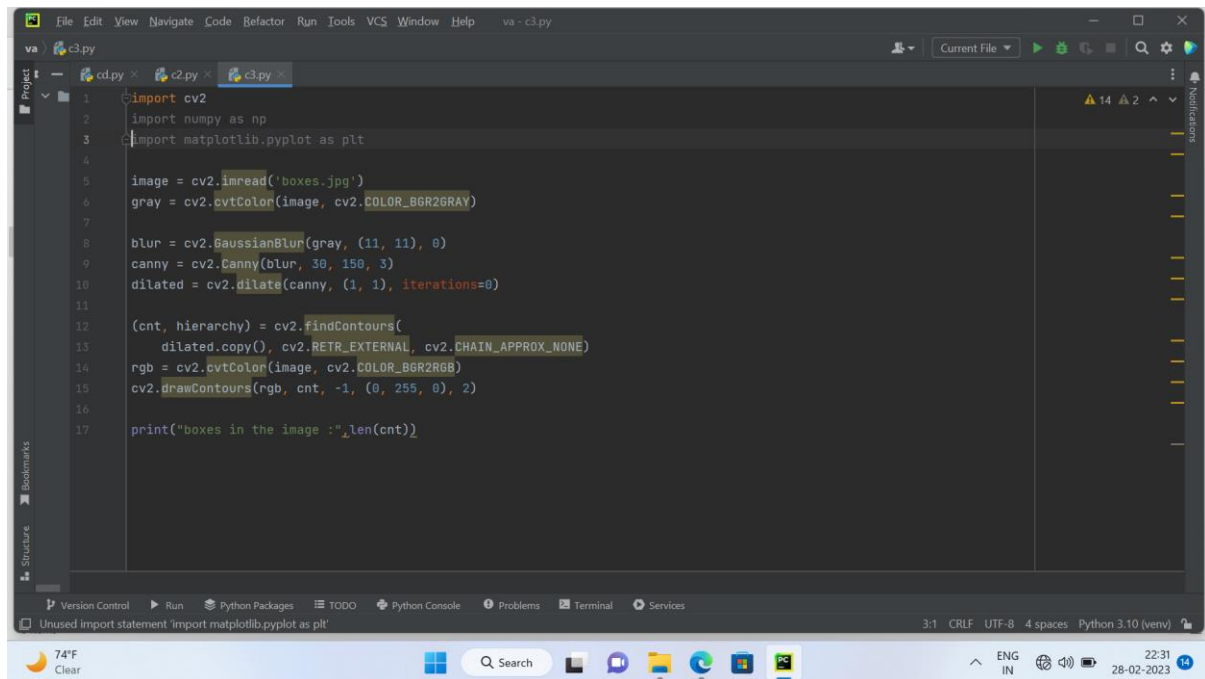 PC File Edit View Navigate Code Refactor Run Tools VCS Window Help va - c3.py
va c3.py Current File
cd.py c2.py c3.py
Project
Notifications
14 2
1 import cv2
2 import numpy as np
3 import matplotlib.pyplot as plt
4
5 image = cv2.imread('boxes.jpg')
6 gray = cv2.cvtColor(image, cv2.COLOR_BGR2GRAY)
7
8 blur = cv2.GaussianBlur(gray, (11, 11), 0)
9 canny = cv2.Canny(blur, 30, 150, 3)
10 dilated = cv2.dilate(canny, (1, 1), iterations=0)
11
12 (cnt, hierarchy) = cv2.findContours(
13 dilated.copy(), cv2.RETR_EXTERNAL, cv2.CHAIN_APPROX_NONE)
14 rgb = cv2.cvtColor(image, cv2.COLOR_BGR2RGB)
15 cv2.drawContours(rgb, cnt, -1, (0, 255, 0), 2)
16
17 print("boxes in the image :",len(cnt))
Bookmarks
Structure
Version Control Run Python Packages TODO Python Console Problems Terminal Services
Unused import statement 'import matplotlib.pyplot as plt' 3:1 CRLF UTF-8 4 spaces Python 3.10 (venv)
74°F
Clear
Search
PC
ENG
IN
22:31
28-02-2023
14